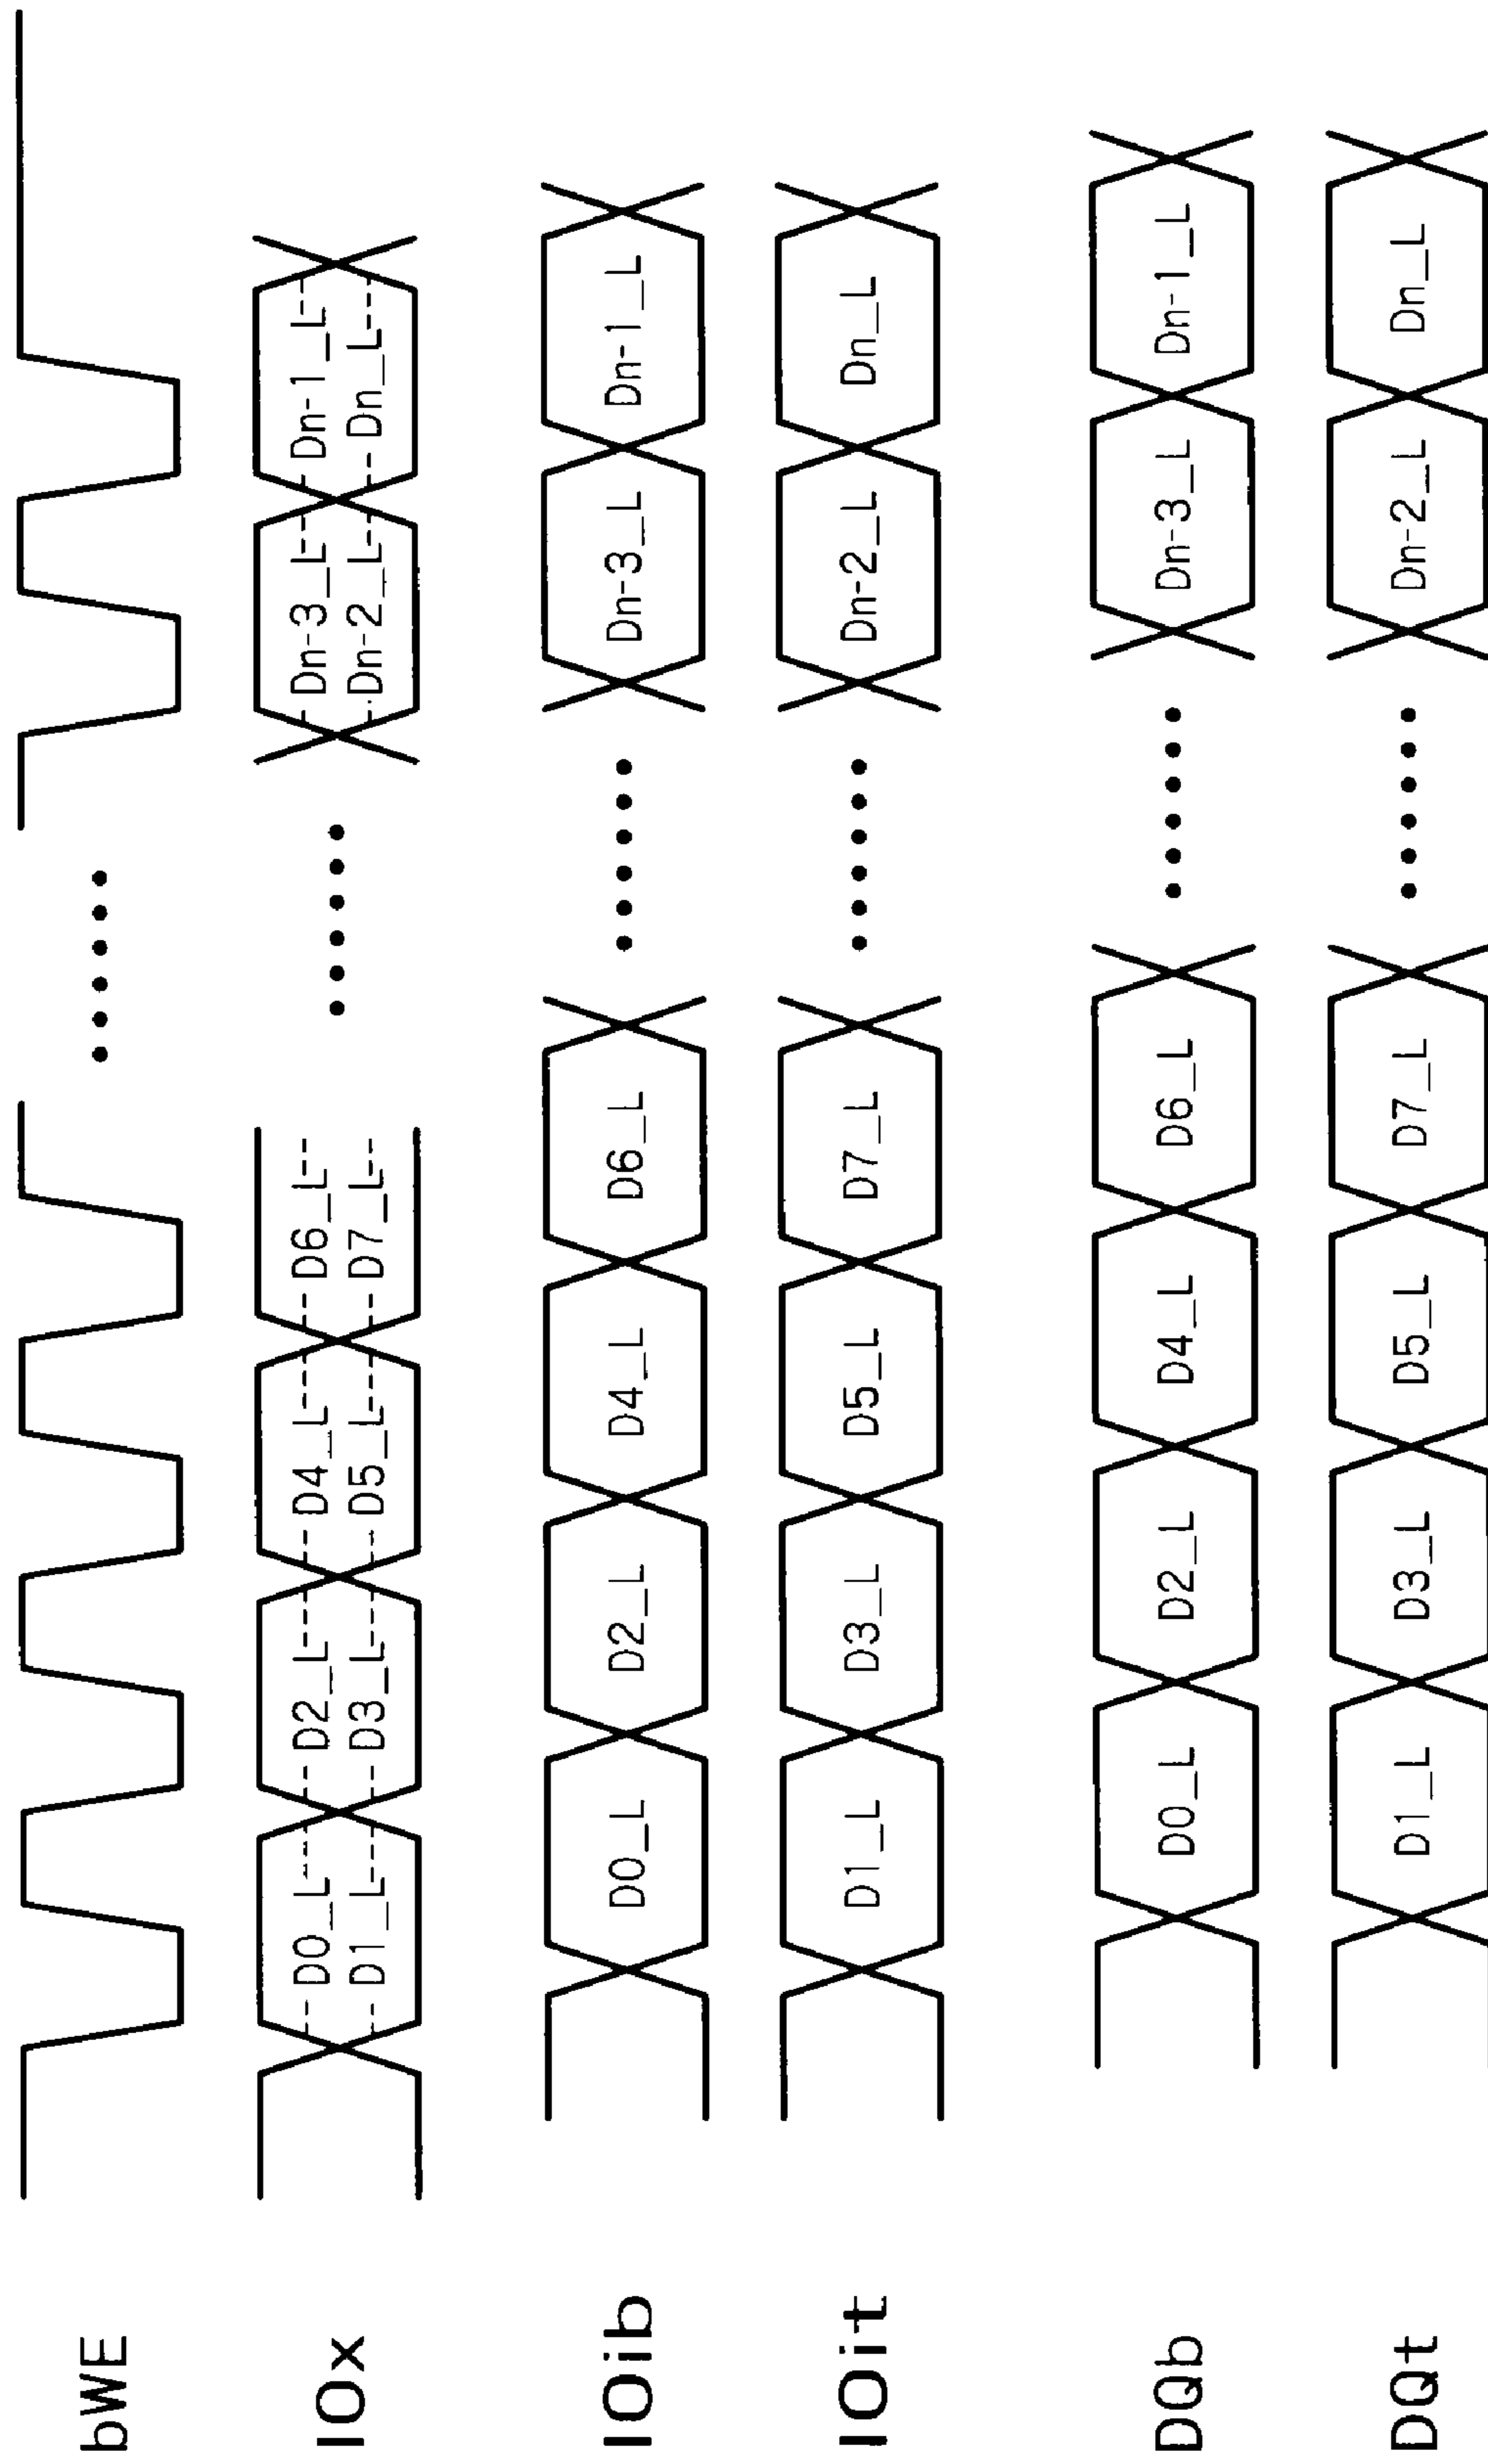 bWE
IOx
D0_L
D2_L
D4_L
D6_L
Dn-3_L
Dn-1_L
D1_L
D3_L
D5_L
D7_L
Dn-2_L
Dn_L
IOib
D0_L
D2_L
D4_L
D6_L
Dn-3_L
Dn-1_L
IOit
D1_L
D3_L
D5_L
D7_L
Dn-2_L
Dn_L
DQb
D0_L
D2_L
D4_L
D6_L
Dn-3_L
Dn-1_L
DQt
D1_L
D3_L
D5_L
D7_L
Dn-2_L
Dn_L